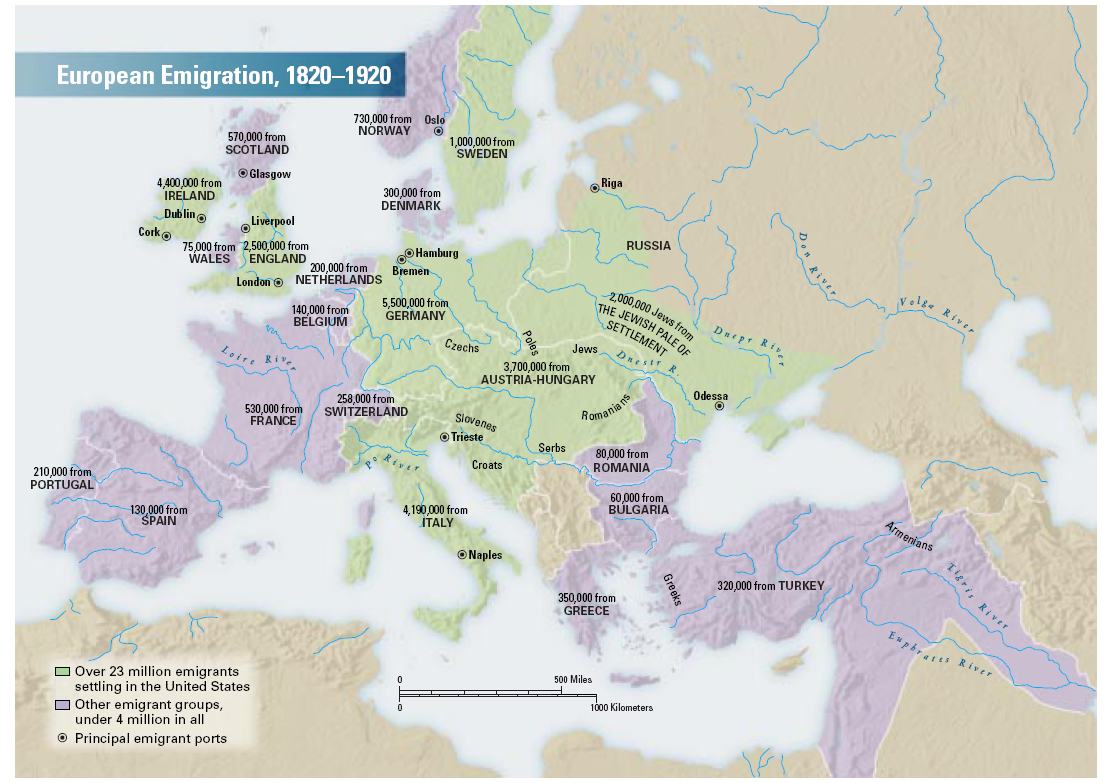 European Emigration, 1820–1920
730,000 from
NORWAY
Oslo
1,000,000 from
SWEDEN
570,000 from
SCOTLAND
Glasgow
4,400,000 from
IRELAND
Dublin
Cork
Liverpool
75,000 from
WALES
2,500,000 from
ENGLAND
London
300,000 from
DENMARK
Riga
RUSSIA
Hamburg
Bremen
200,000 from
NETHERLANDS
140,000 from
BELGIUM
5,500,000 from
GERMANY
2,000,000 Jews from
THE JEWISH PALE OF
SETTLEMENT
Don River
Volga River
Dnepr River
Dnestr R.
Czechs
Poles
Jews
3,700,000 from
AUSTRIA-HUNGARY
Loire River
530,000 from
FRANCE
258,000 from
SWITZERLAND
Slovenes
Romanians
Odessa
Trieste
Po River
Croats
Serbs
80,000 from
ROMANIA
60,000 from
BULGARIA
210,000 from
PORTUGAL
130,000 from
SPAIN
4,190,000 from
ITALY
Naples
350,000 from
GREECE
Greeks
320,000 from TURKEY
Armenians
Tigris River
Euphratts River
Over 23 million emigrants
settling in the United States
Other emigrant groups,
under 4 million in all
Principal emigrant ports
0 500 Miles
0 1000 Kilometers